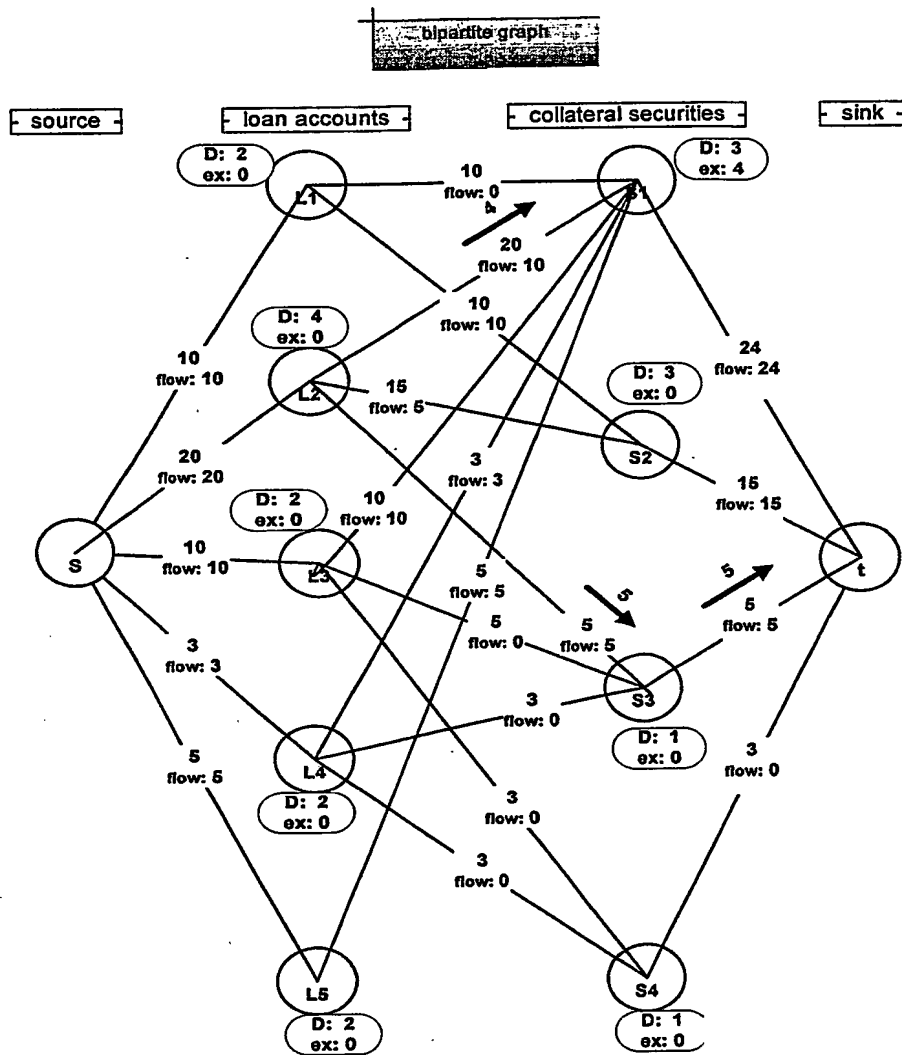 bipartite graph
source
loan accounts
collateral securities
sink
D: 2
ex: 0
L1
10
flow: 0
D: 3
ex: 4
S1
20
flow: 10
10
flow: 10
D: 4
ex: 0
L2
10
flow: 10
15
flow: 5
D: 3
ex: 0
S2
24
flow: 24
20
flow: 20
3
flow: 3
15
flow: 15
D: 2
ex: 0
10
flow: 10
S
10
flow: 10
L3
5
flow: 5
t
5
flow: 0
5
5
flow: 5
5
5
flow: 5
3
flow: 3
S3
D: 1
ex: 0
3
flow: 0
L4
D: 2
ex: 0
5
flow: 5
3
flow: 0
3
flow: 0
3
flow: 0
L5
D: 2
ex: 0
S4
D: 1
ex: 0